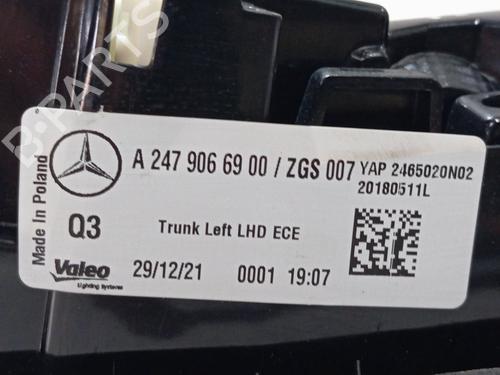 B-PARTS
Made In Poland
A 247 906 69 00 / ZGS 007
YAP 2465020N02
20180511L
Q3
Trunk Left LHD ECE
Valeo
Lighting Systems
29/12/21 0001 19:07